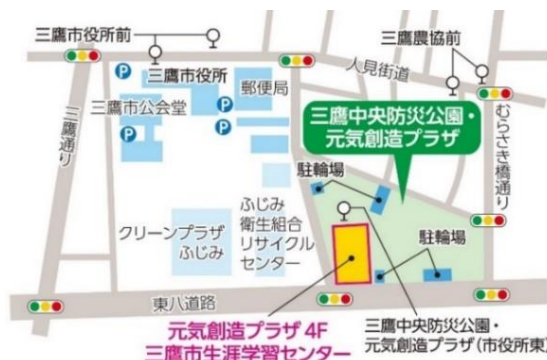 三鷹市役所前
三鷹農協前
人見街道
三鷹市役所
郵便局
P
P
P
P
三鷹市公会堂
三鷹通り
むらさき橋通り
三鷹中央防災公園・
元気創造プラザ
駐輪場
ふじみ
衛生組合
リサイクル
センター
クリーンプラザ
ふじみ
駐輪場
東八道路
元気創造プラザ 4F
三鷹市生涯学習センター
三鷹中央防災公園・
元気創造プラザ(市役所東)